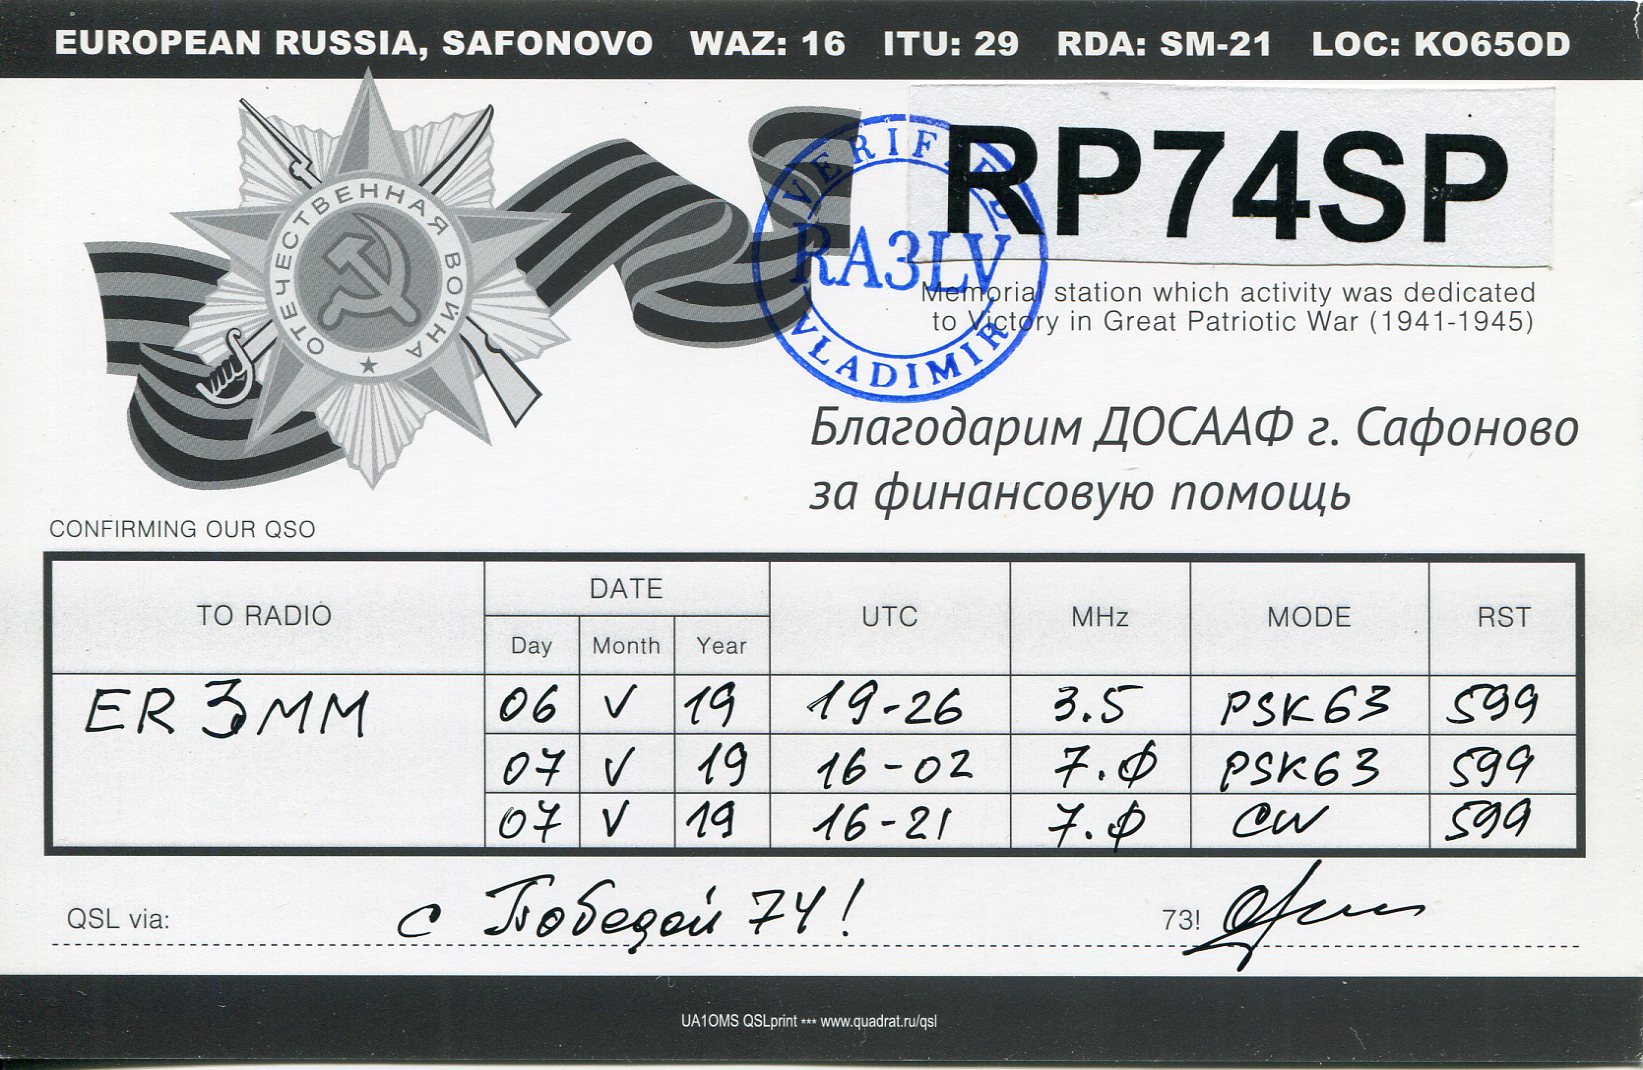 EUROPEAN RUSSIA, SAFONOVO WAZ: 16 ITU: 29 RDA: SM-21 LOC: KO65OD
ОТЕЧЕСТВЕННАЯ ВОЙНА
RP74SP
VERIFIED
RA3LV
VLADIMIR
Memorial station which activity was dedicated
to Victory in Great Patriotic War (1941-1945)
Благодарим ДОСААФ г. Сафоново
за финансовую помощь
CONFIRMING OUR QSO
TO RADIO DATE UTC MHz MODE RST
Day Month Year
ER3MM 06 V 19 19-26 3.5 PSK63 599
07 V 19 16-02 7.Ø PSK63 599
07 V 19 16-21 7.Ø CW 599
QSL via: с Победой 74! 73!
UA1OMS QSLprint *** www.quadrat.ru/qsl